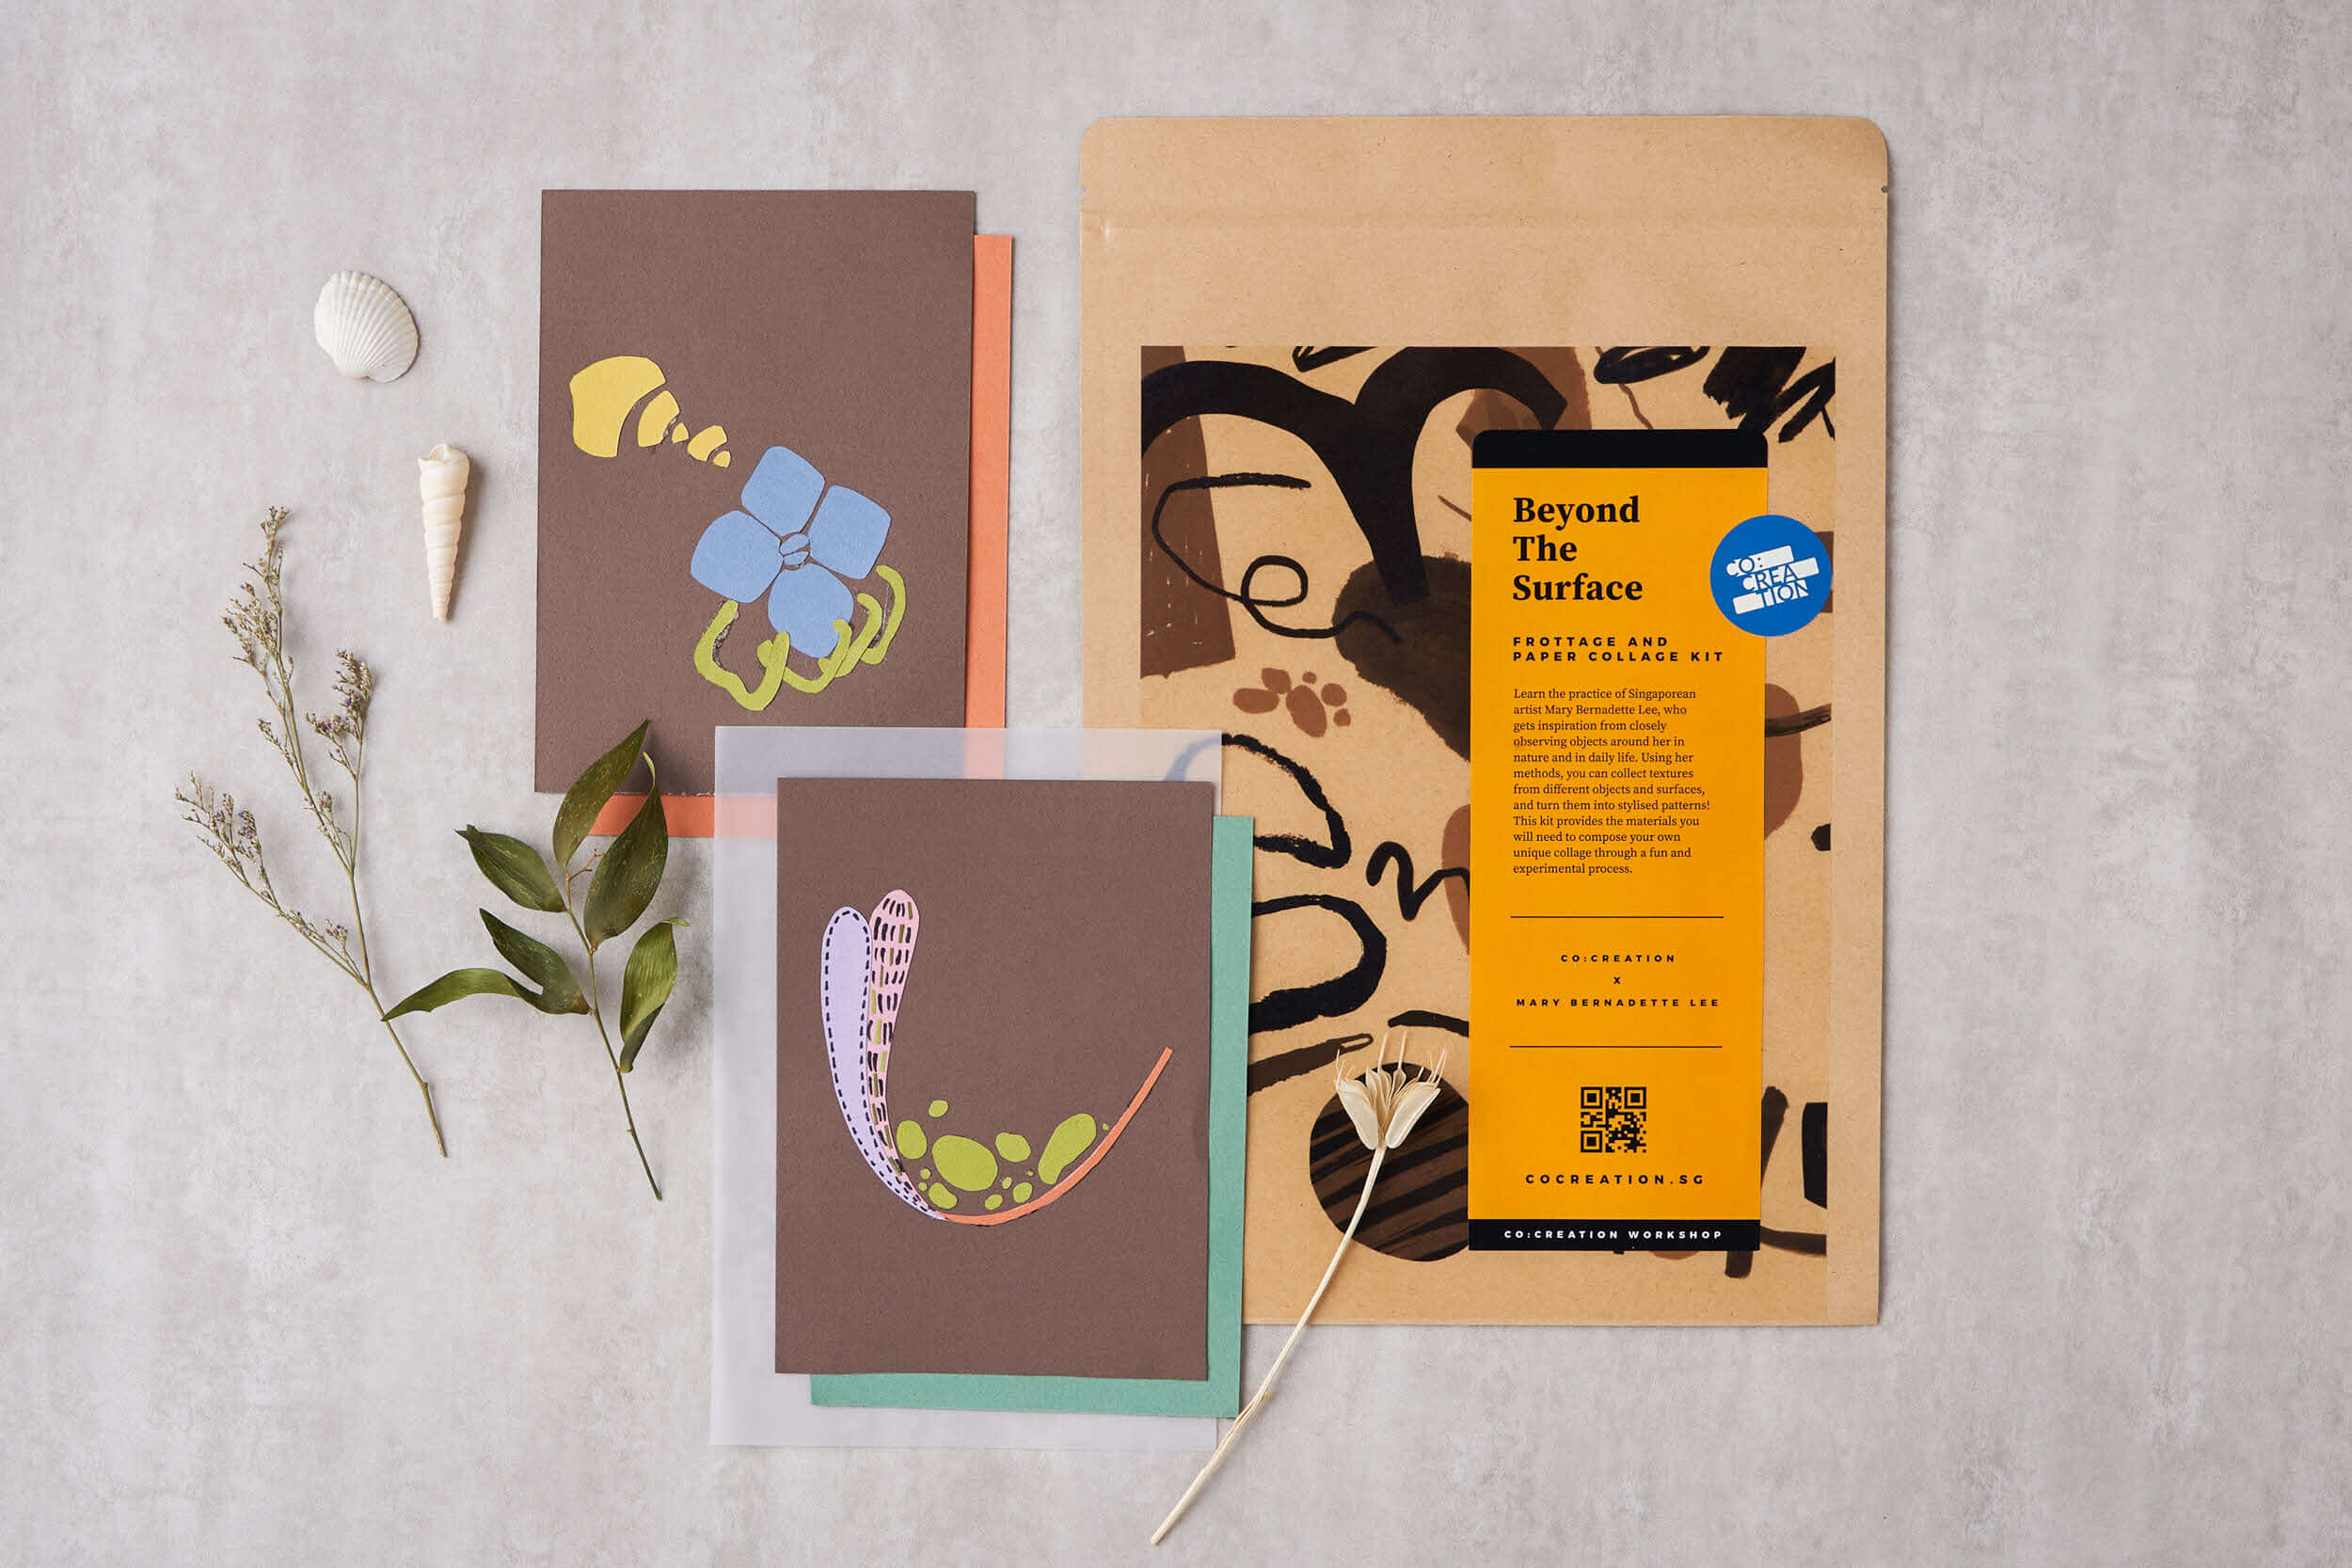 Beyond
The
Surface
CO:
CREA
TION
FROTTAGE AND
PAPER COLLAGE KIT
Learn the practice of Singaporean
artist Mary Bernadette Lee, who
gets inspiration from closely
observing objects around her in
nature and in daily life. Using her
methods, you can collect textures
from different objects and surfaces,
and turn them into stylised patterns!
This kit provides the materials you
will need to compose your own
unique collage through a fun and
experimental process.
CO:CREATION
X
MARY BERNADETTE LEE
COCREATION.SG
CO:CREATION WORKSHOP